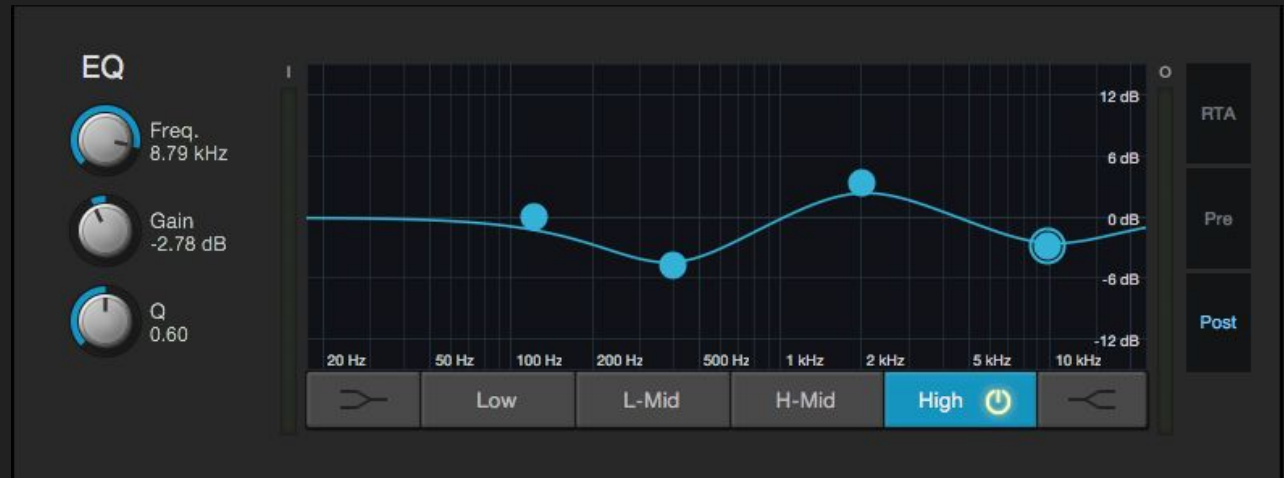 EQ
I
O
Freq.
8.79 kHz
Gain
-2.78 dB
Q
0.60
12 dB
6 dB
0 dB
-6 dB
-12 dB
20 Hz 50 Hz 100 Hz 200 Hz 500 Hz 1 kHz 2 kHz 5 kHz 10 kHz
Low L-Mid H-Mid High
RTA
Pre
Post